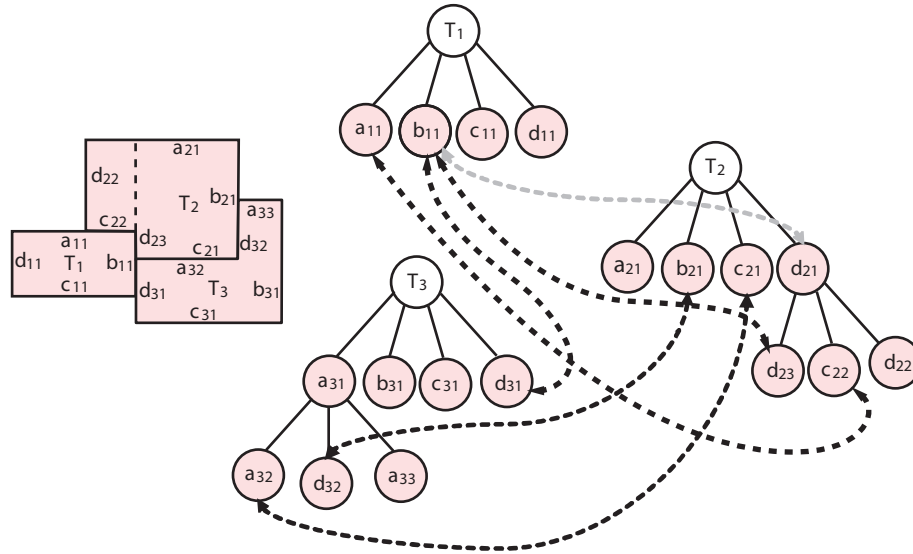 T1
a11 b11 c11 d11
T2
a21 b21 c21 d21
d23 c22 d22
a21
d22 T2 b21 a33
c22 d23 c21 d32
a11 a32
d11 T1 b11 d31 T3 b31
c11 c31
T3
a31 b31 c31 d31
a32 d32 a33